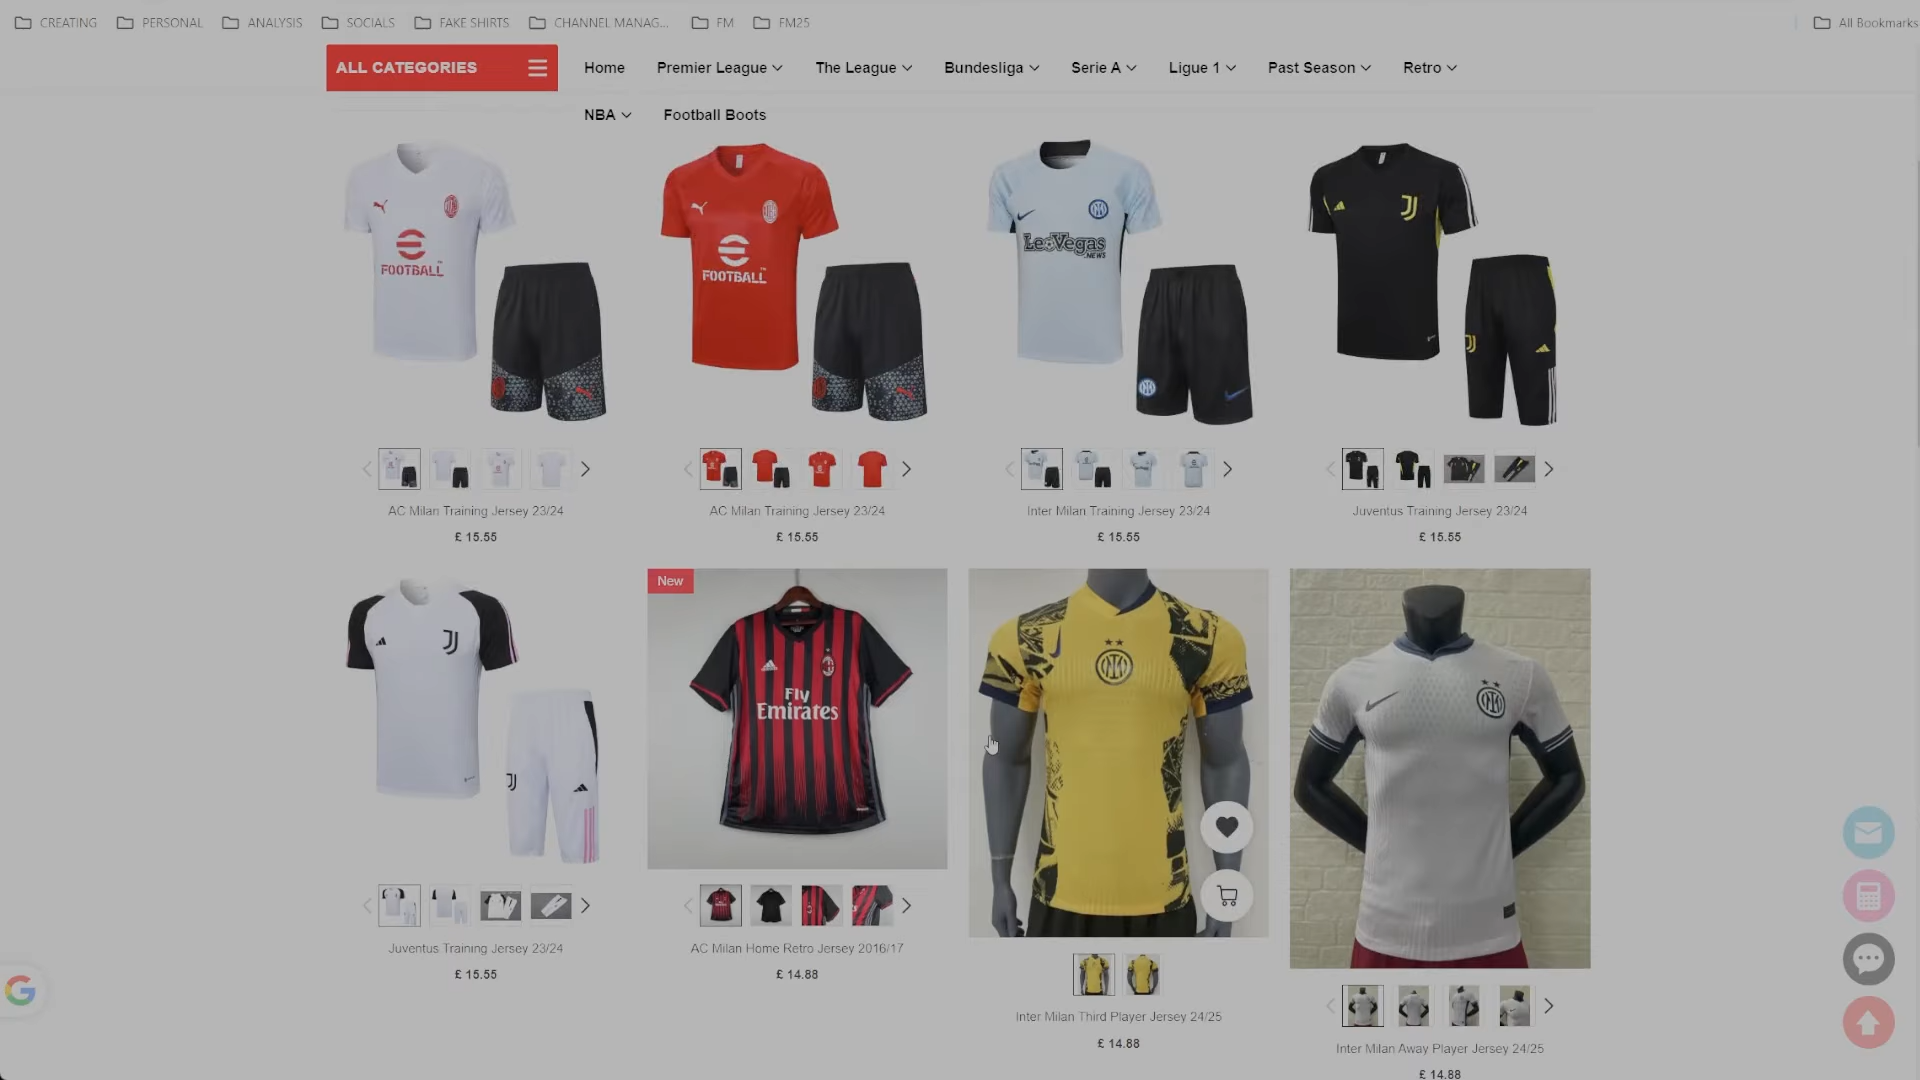 CREATING PERSONAL ANALYSIS SOCIALS FAKE SHIRTS CHANNEL MANAG... FM FM25 All Bookmarks
ALL CATEGORIES Home Premier League The League Bundesliga Serie A Ligue 1 Past Season Retro
NBA Football Boots
FOOTBALL
FOOTBALL
LeoVegas
.NEWS
AC Milan Training Jersey 23/24
£ 15.55
AC Milan Training Jersey 23/24
£ 15.55
Inter Milan Training Jersey 23/24
£ 15.55
Juventus Training Jersey 23/24
£ 15.55
New
Fly
Emirates
Juventus Training Jersey 23/24
£ 15.55
AC Milan Home Retro Jersey 2016/17
£ 14.88
Inter Milan Third Player Jersey 24/25
£ 14.88
Inter Milan Away Player Jersey 24/25
£ 14.88